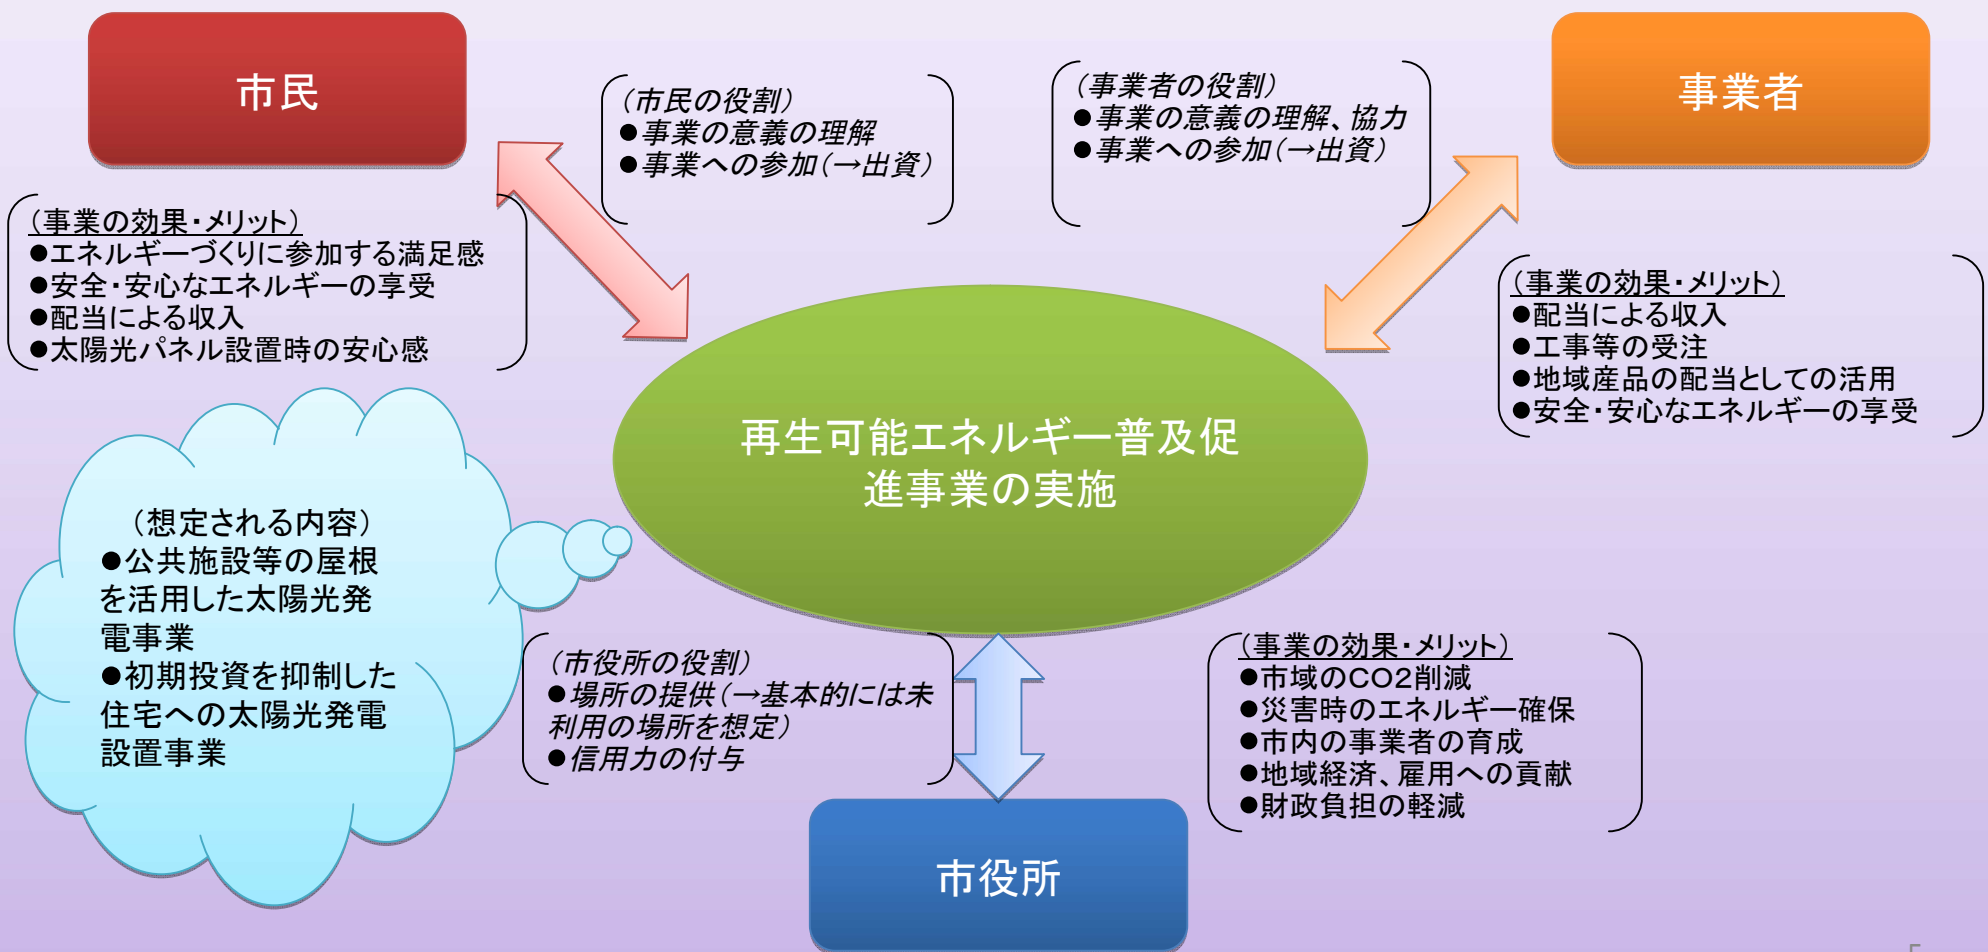 市民
事業者
（市民の役割）
●事業の意義の理解
●事業への参加（→出資）
（事業者の役割）
●事業の意義の理解、協力
●事業への参加（→出資）
（事業の効果・メリット）
●エネルギーづくりに参加する満足感
●安全・安心なエネルギーの享受
●配当による収入
●太陽光パネル設置時の安心感
（事業の効果・メリット）
●配当による収入
●工事等の受注
●地域産品の配当としての活用
●安全・安心なエネルギーの享受
再生可能エネルギー普及促
進事業の実施
（想定される内容）
●公共施設等の屋根
を活用した太陽光発
電事業
●初期投資を抑制した
住宅への太陽光発電
設置事業
（市役所の役割）
●場所の提供（→基本的には未
利用の場所を想定）
●信用力の付与
（事業の効果・メリット）
●市域のCO2削減
●災害時のエネルギー確保
●市内の事業者の育成
●地域経済、雇用への貢献
●財政負担の軽減
市役所